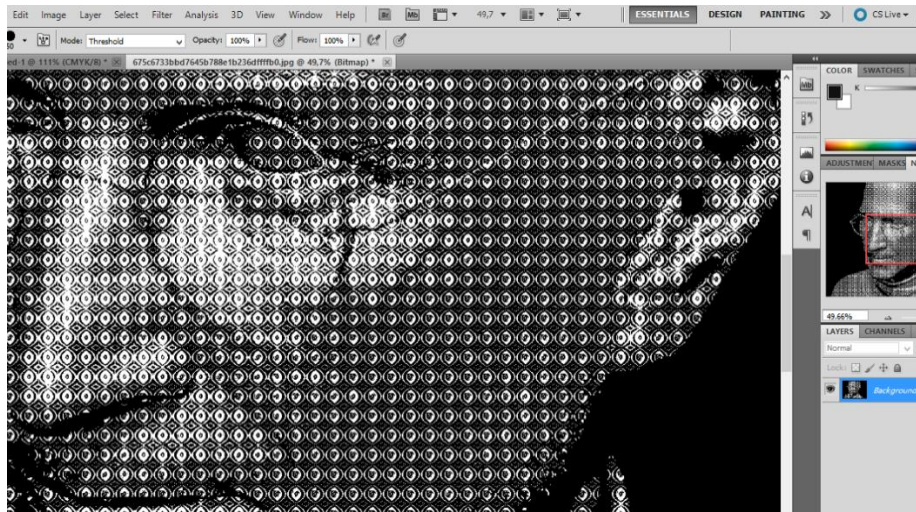 Edit Image Layer Select Filter Analysis 3D View Window Help Br Mb 49,7 ESSENTIALS DESIGN PAINTING CS Live
Mode: Threshold Opacity: 100% Flow: 100%
ed-1 @ 111% (CMYK/8) * 675c6733bbd7645b788e1b236dffffb0.jpg @ 49,7% (Bitmap) *
COLOR SWATCHES
Mb
K
ADJUSTMEN MASKS N
A
49.66%
LAYERS CHANNELS
Normal
Lock:
Background